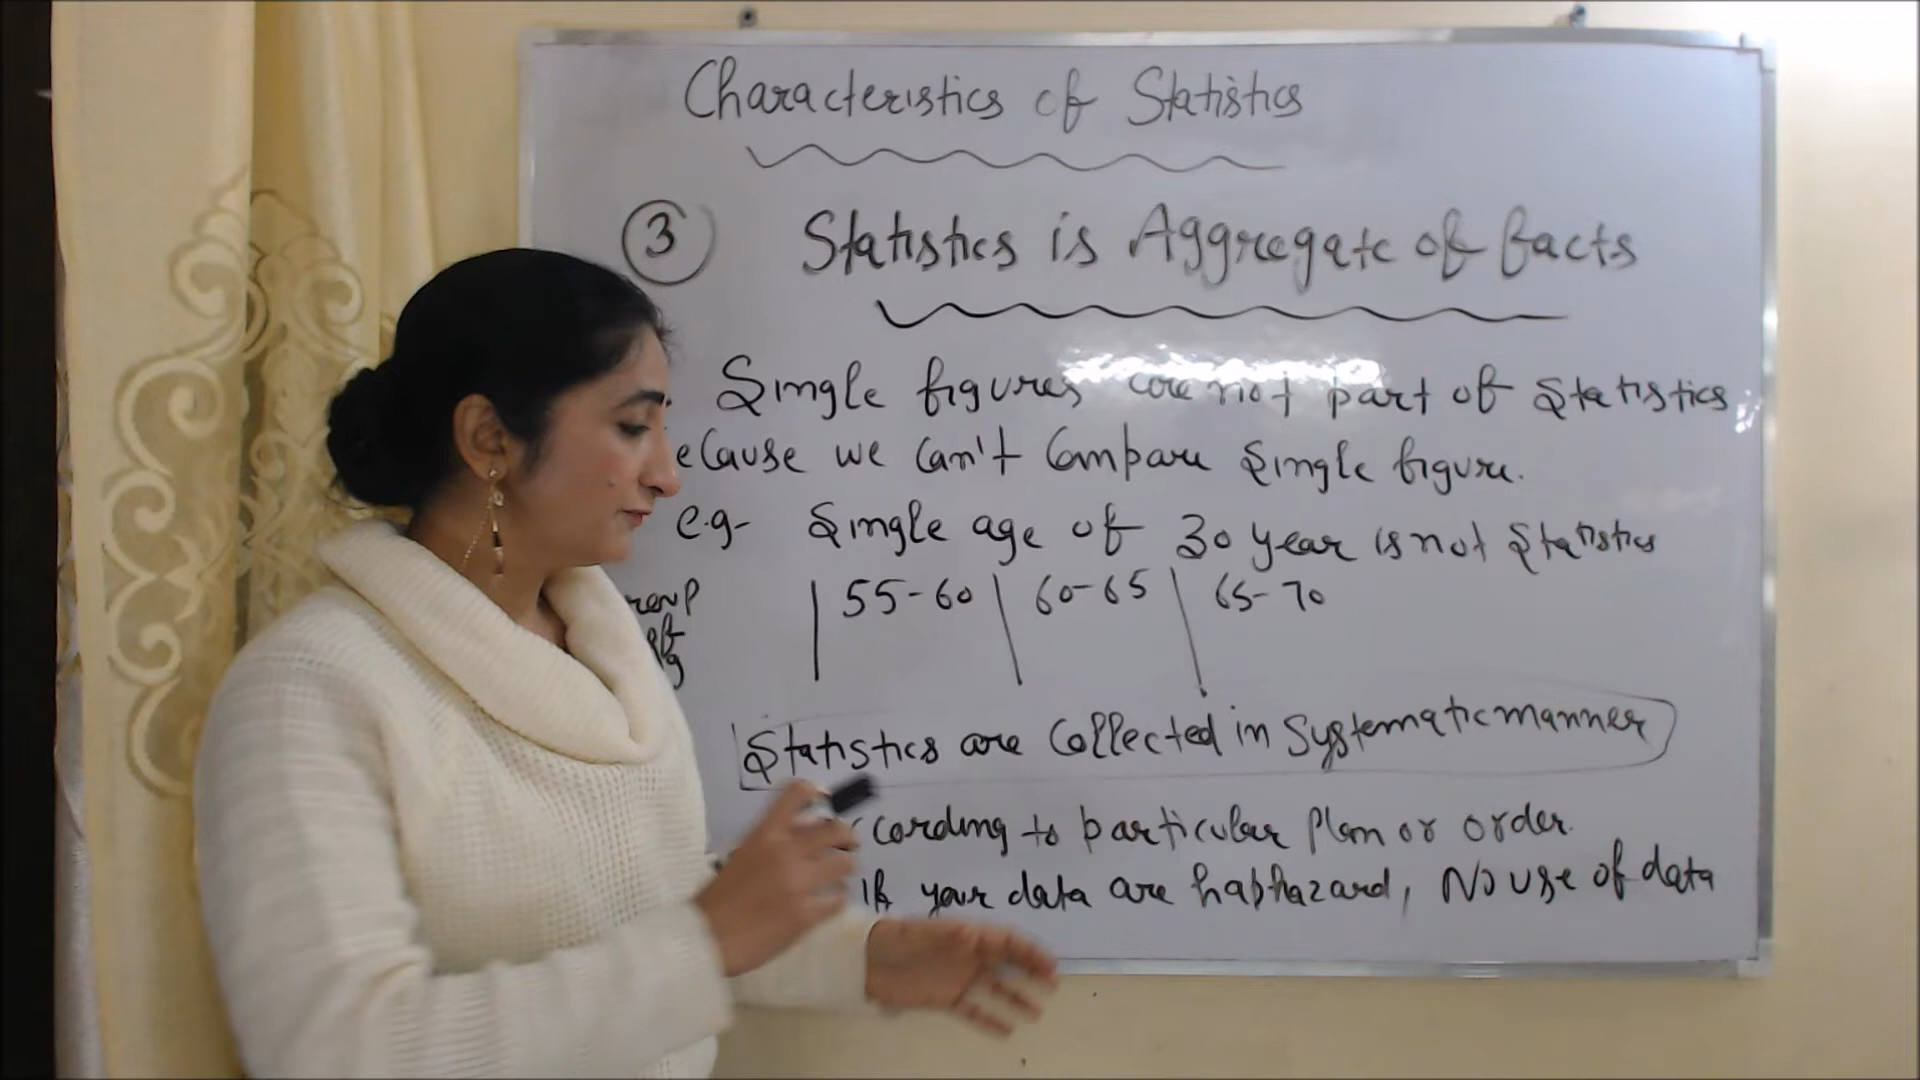 Characteristics of Statistics
3 Statistics is Aggregate of facts
Single figures are not part of Statistics
ecause we can't Compare Single figure.
e.g- Single age of 30 year is not Statistics
55-60 | 60-65 | 65-70
Statistics are Collected in Systematic manner
cording to particular plan or order.
If your data are haphazard, No use of data